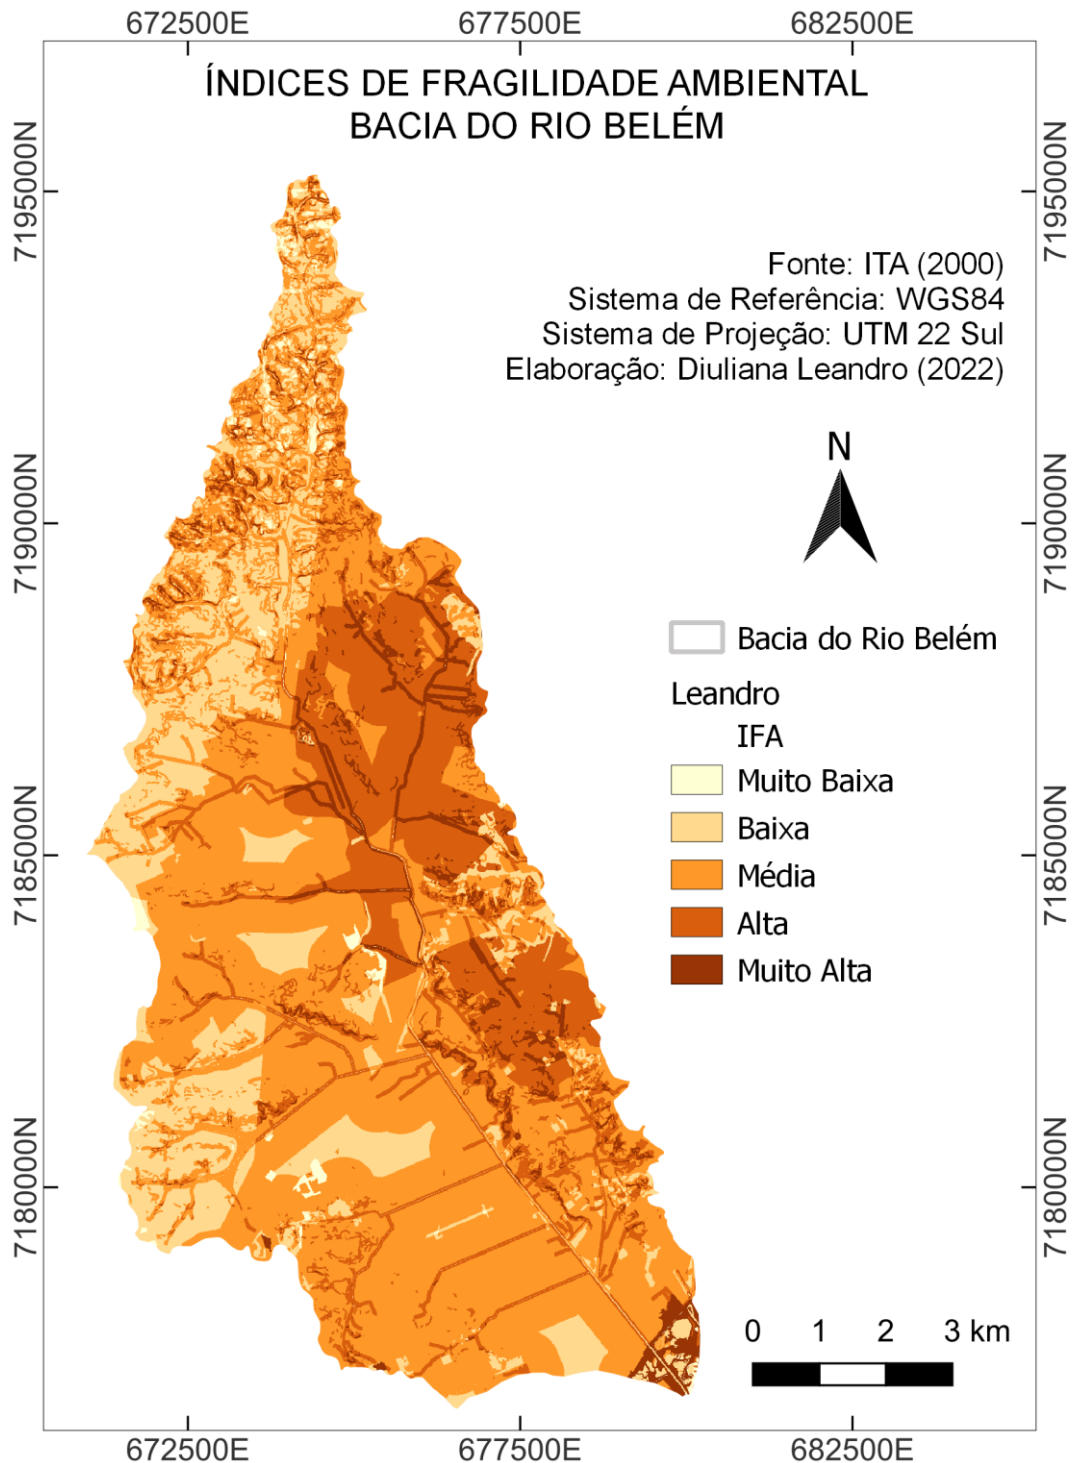 672500E 677500E 682500E
ÍNDICES DE FRAGILIDADE AMBIENTAL
BACIA DO RIO BELÉM
7195000N 7195000N
Fonte: ITA (2000)
Sistema de Referência: WGS84
Sistema de Projeção: UTM 22 Sul
Elaboração: Diuliana Leandro (2022)
N
7190000N 7190000N
Bacia do Rio Belém
Leandro
IFA
Muito Baixa
Baixa
7185000N 7185000N
Média
Alta
Muito Alta
7180000N 7180000N
0 1 2 3 km
672500E 677500E 682500E